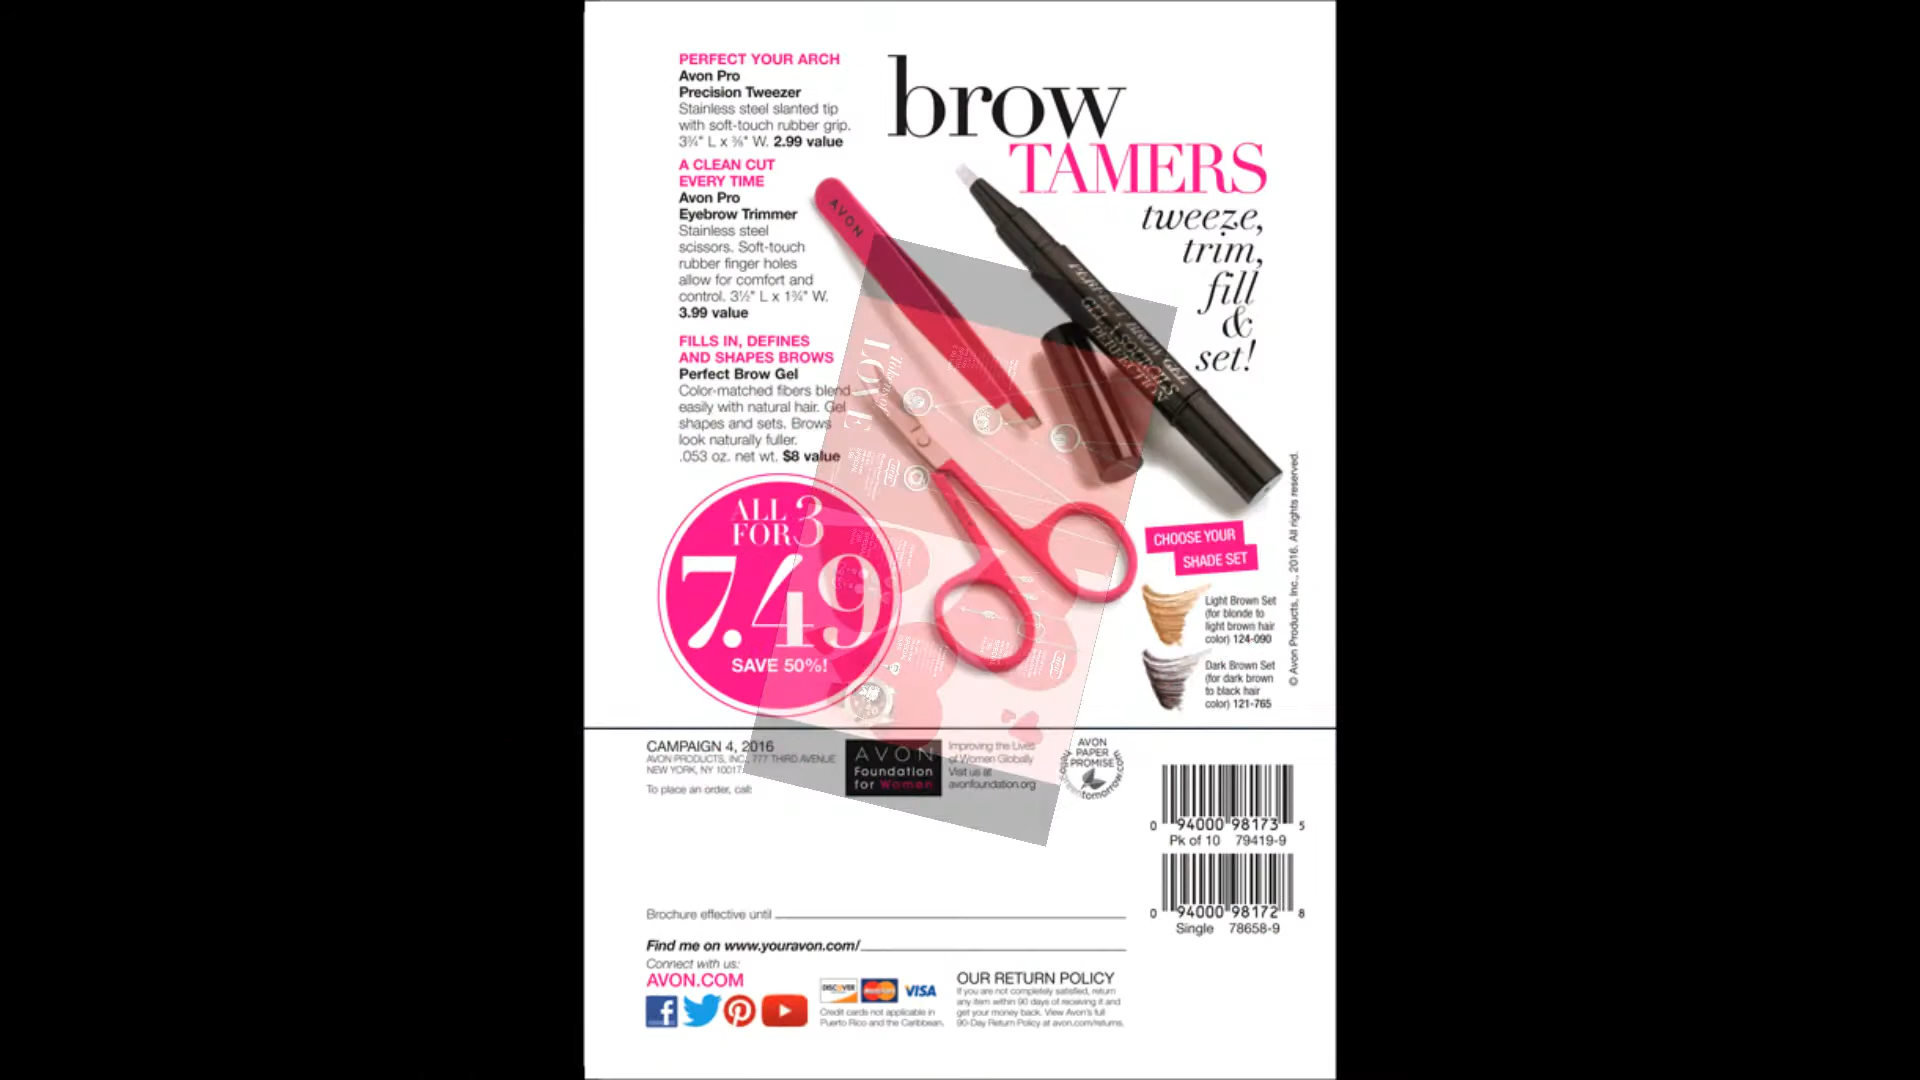 PERFECT YOUR ARCH
Avon Pro
Precision Tweezer
Stainless steel slanted tip
with soft-touch rubber grip.
3¾" L x ⅜" W. 2.99 value
A CLEAN CUT
EVERY TIME
Avon Pro
Eyebrow Trimmer
Stainless steel
scissors. Soft-touch
rubber finger holes
allow for comfort and
control. 3½" L x 1¾" W.
3.99 value
FILLS IN, DEFINES
AND SHAPES BROWS
Perfect Brow Gel
Color-matched fibers blend
easily with natural hair. Gel
shapes and sets. Brows
look naturally fuller.
.053 oz. net wt. $8 value
brow
TAMERS
tweeze,
trim,
fill
&
set!
AVON
PERFECT BROW GEL
LOVE
ALL
FOR 3
7.49
SAVE 50%!
CHOOSE YOUR
SHADE SET
Light Brown Set
(for blonde to
light brown hair
color) 124-090
Dark Brown Set
(for dark brown
to black hair
color) 121-765
© Avon Products, Inc., 2016. All rights reserved.
CAMPAIGN 4, 2016
AVON PRODUCTS, INC., 777 THIRD AVENUE
NEW YORK, NY 10017.
To place an order, call:
AVON
Foundation
for Women
Improving the Lives
of Women Globally
Visit us at
avonfoundation.org
AVON
PAPER
PROMISE
0 94000 98173 5
Pk of 10 79419-9
0 94000 98172 8
Single 78658-9
Brochure effective until
Find me on www.youravon.com/
Connect with us:
AVON.COM
DISCOVER
MasterCard
VISA
Credit cards not applicable in
Puerto Rico and the Caribbean.
OUR RETURN POLICY
If you are not completely satisfied, return
any item within 90 days of receiving it and
get your money back. View Avon's full
90-Day Return Policy at avon.com/returns.